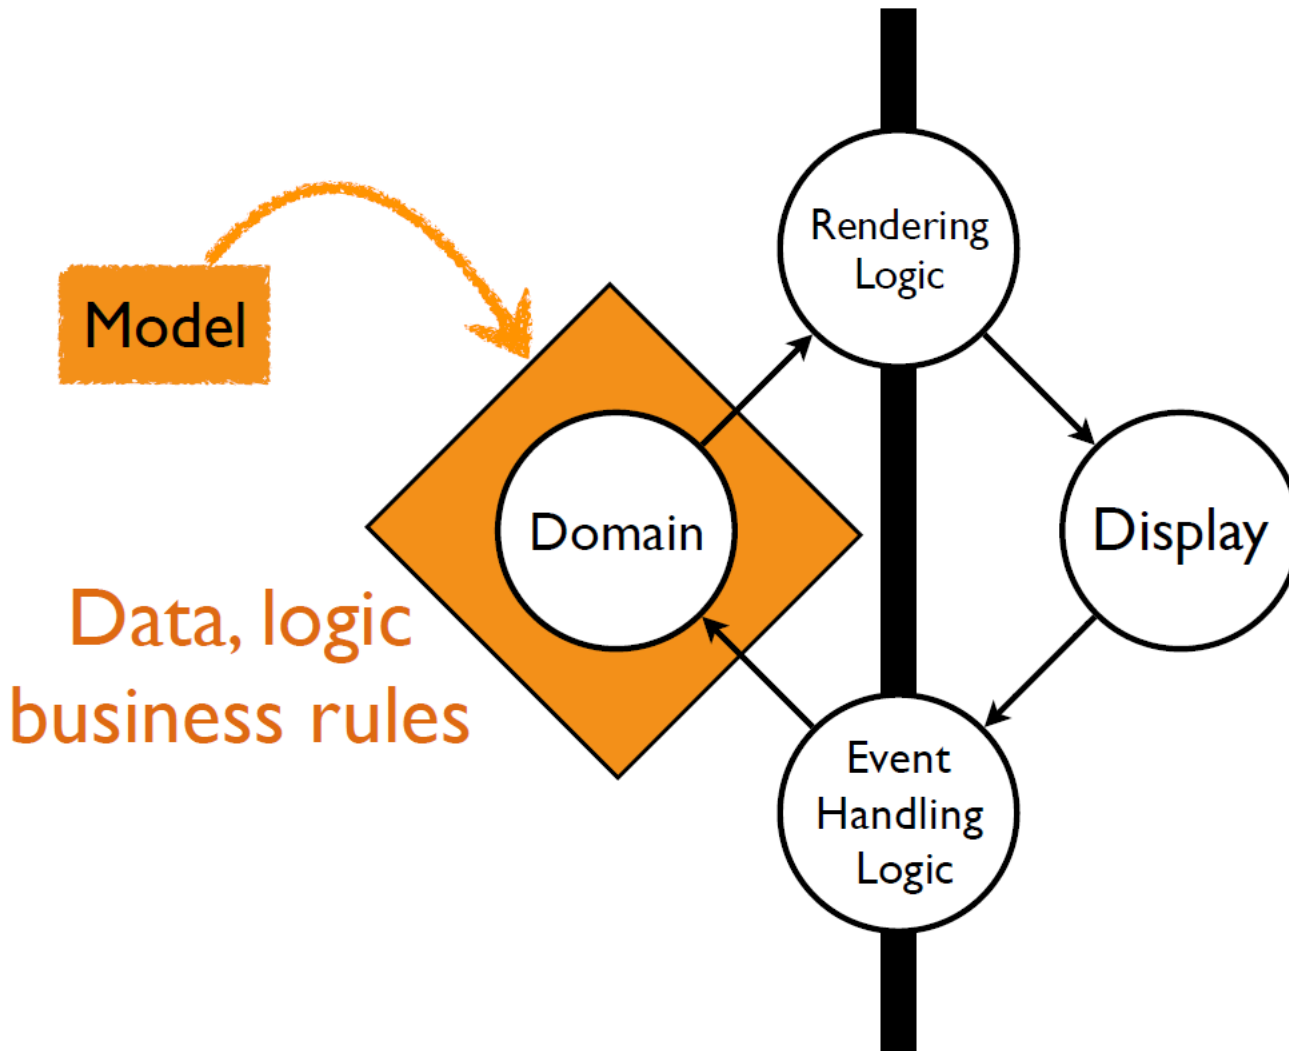 Rendering
Logic
Model
Domain
Display
Data, logic
business rules
Event
Handling
Logic